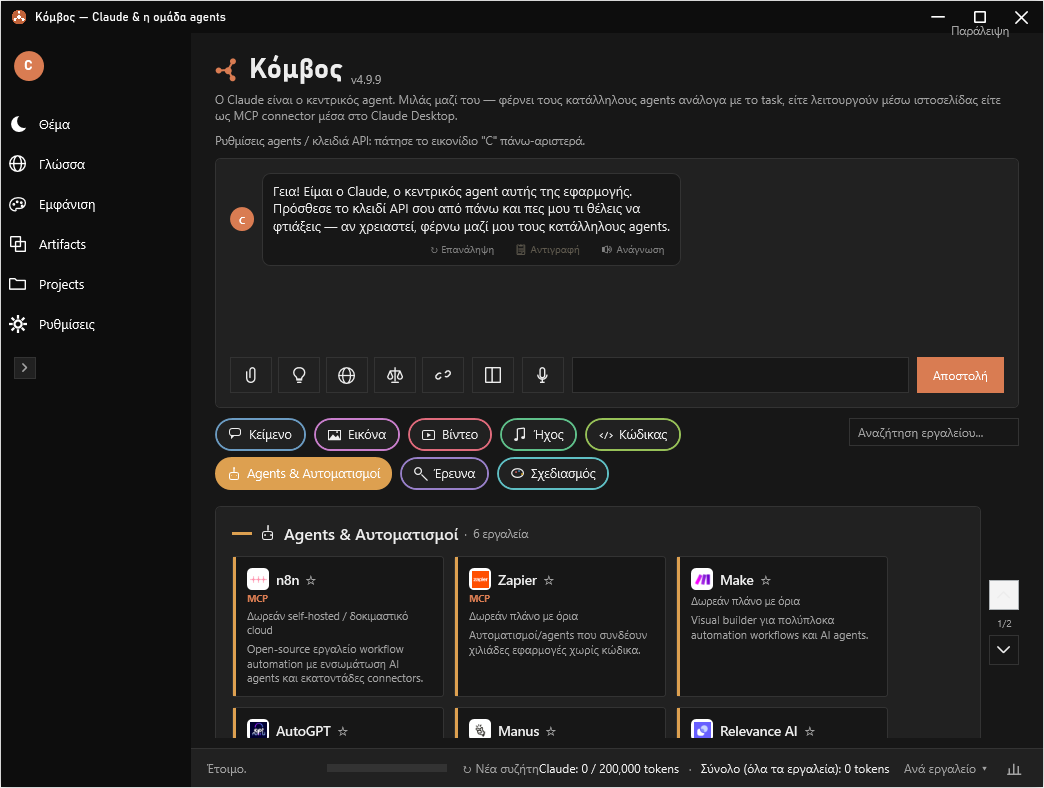 Κόμβος — Claude & η ομάδα agents
Παράλειψη
C
Θέμα
Γλώσσα
Εμφάνιση
Artifacts
Projects
Ρυθμίσεις
Κόμβος v4.9.9
Ο Claude είναι ο κεντρικός agent. Μιλάς μαζί του — φέρνει τους κατάλληλους agents ανάλογα με το task, είτε λειτουργούν μέσω ιστοσελίδας είτε
ως MCP connector μέσα στο Claude Desktop.
Ρυθμίσεις agents / κλειδιά API: πάτησε το εικονίδιο "C" πάνω-αριστερά.
C
Γεια! Είμαι ο Claude, ο κεντρικός agent αυτής της εφαρμογής.
Πρόσθεσε το κλειδί API σου από πάνω και πες μου τι θέλεις να
φτιάξεις — αν χρειαστεί, φέρνω μαζί μου τους κατάλληλους agents.
↻ Επανάληψη Αντιγραφή Ανάγνωση
Αποστολή
Κείμενο Εικόνα Βίντεο Ήχος </> Κώδικας
Αναζήτηση εργαλείου...
Agents & Αυτοματισμοί Έρευνα Σχεδιασμός
Agents & Αυτοματισμοί · 6 εργαλεία
n8n ☆
MCP
Δωρεάν self-hosted / δοκιμαστικό
cloud
Open-source εργαλείο workflow
automation με ενσωμάτωση AI
agents και εκατοντάδες connectors.
zapier
Zapier ☆
MCP
Δωρεάν πλάνο με όρια
Αυτοματισμοί/agents που συνδέουν
χιλιάδες εφαρμογές χωρίς κώδικα.
Make ☆
Δωρεάν πλάνο με όρια
Visual builder για πολύπλοκα
automation workflows και AI agents.
1/2
AutoGPT ☆
Manus ☆
Relevance AI ☆
Έτοιμο.
↻ Νέα συζήτη
Claude: 0 / 200,000 tokens · Σύνολο (όλα τα εργαλεία): 0 tokens
Ανά εργαλείο ▾